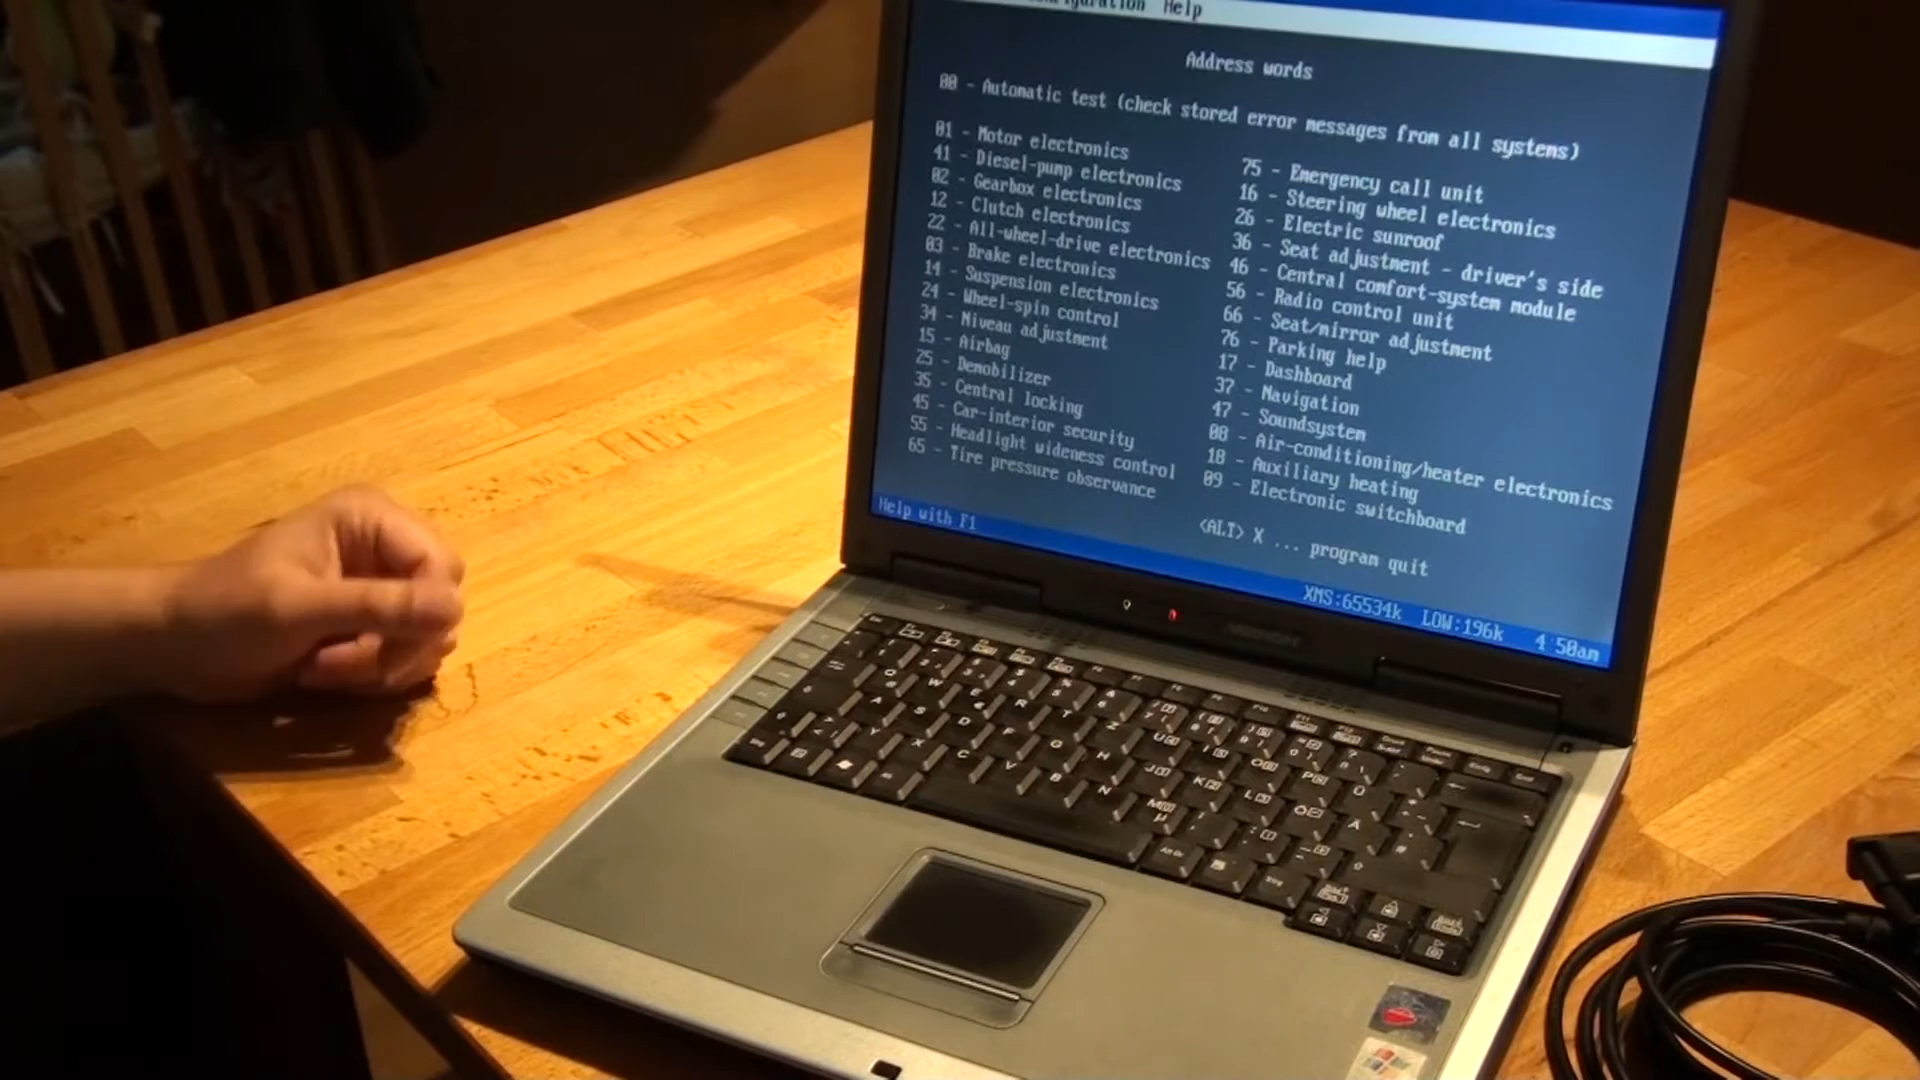 Configuration Help
Address words
00 - Automatic test (check stored error messages from all systems)
01 - Motor electronics
41 - Diesel-pump electronics
02 - Gearbox electronics
12 - Clutch electronics
22 - All-wheel-drive electronics
03 - Brake electronics
14 - Suspension electronics
24 - Wheel-spin control
34 - Niveau adjustment
15 - Airbag
25 - Demobilizer
35 - Central locking
45 - Car-interior security
55 - Headlight wideness control
65 - Tire pressure observance
75 - Emergency call unit
16 - Steering wheel electronics
26 - Electric sunroof
36 - Seat adjustment - driver's side
46 - Central comfort-system module
56 - Radio control unit
66 - Seat/mirror adjustment
76 - Parking help
17 - Dashboard
37 - Navigation
47 - Soundsystem
08 - Air-conditioning/heater electronics
18 - Auxiliary heating
09 - Electronic switchboard
<ALT> X ... program quit
Help with F1
XMS:65534k LOW:196k 4:50am
Q W E R T Z U I O P Ü
A S D F G H J K L Ö Ä
Y X C V B N M
Alt Gr
Strg